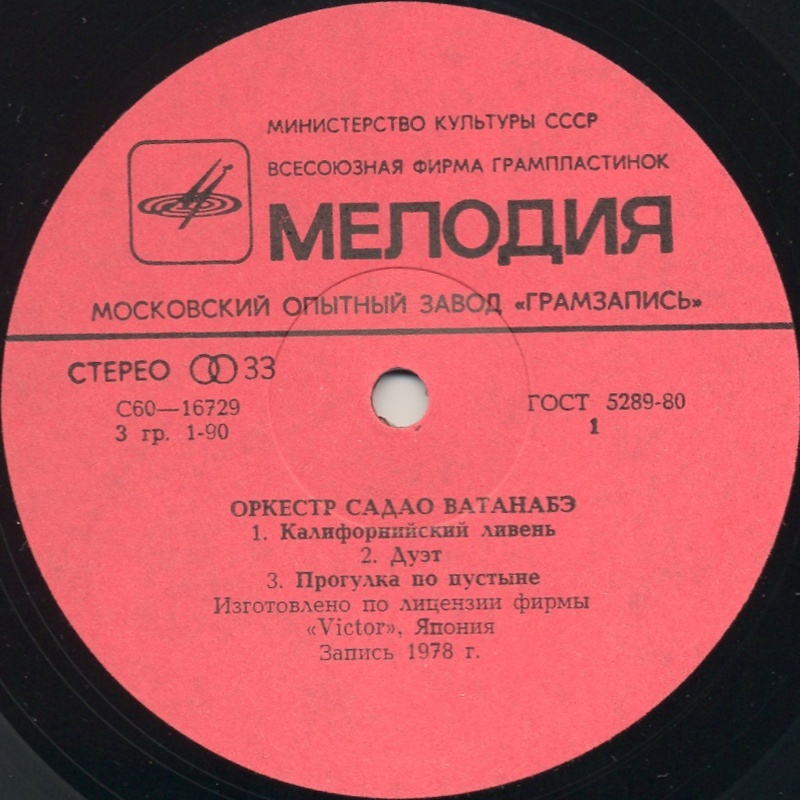 МИНИСТЕРСТВО КУЛЬТУРЫ СССР
ВСЕСОЮЗНАЯ ФИРМА ГРАМПЛАСТИНОК
МЕЛОДИЯ
МОСКОВСКИЙ ОПЫТНЫЙ ЗАВОД «ГРАМЗАПИСЬ»
СТЕРЕО 33
С60—16729
3 гр. 1-90
ГОСТ 5289-80
1
ОРКЕСТР САДАО ВАТАНАБЭ
1. Калифорнийский ливень
2. Дуэт
3. Прогулка по пустыне
Изготовлено по лицензии фирмы
«Victor», Япония
Запись 1978 г.